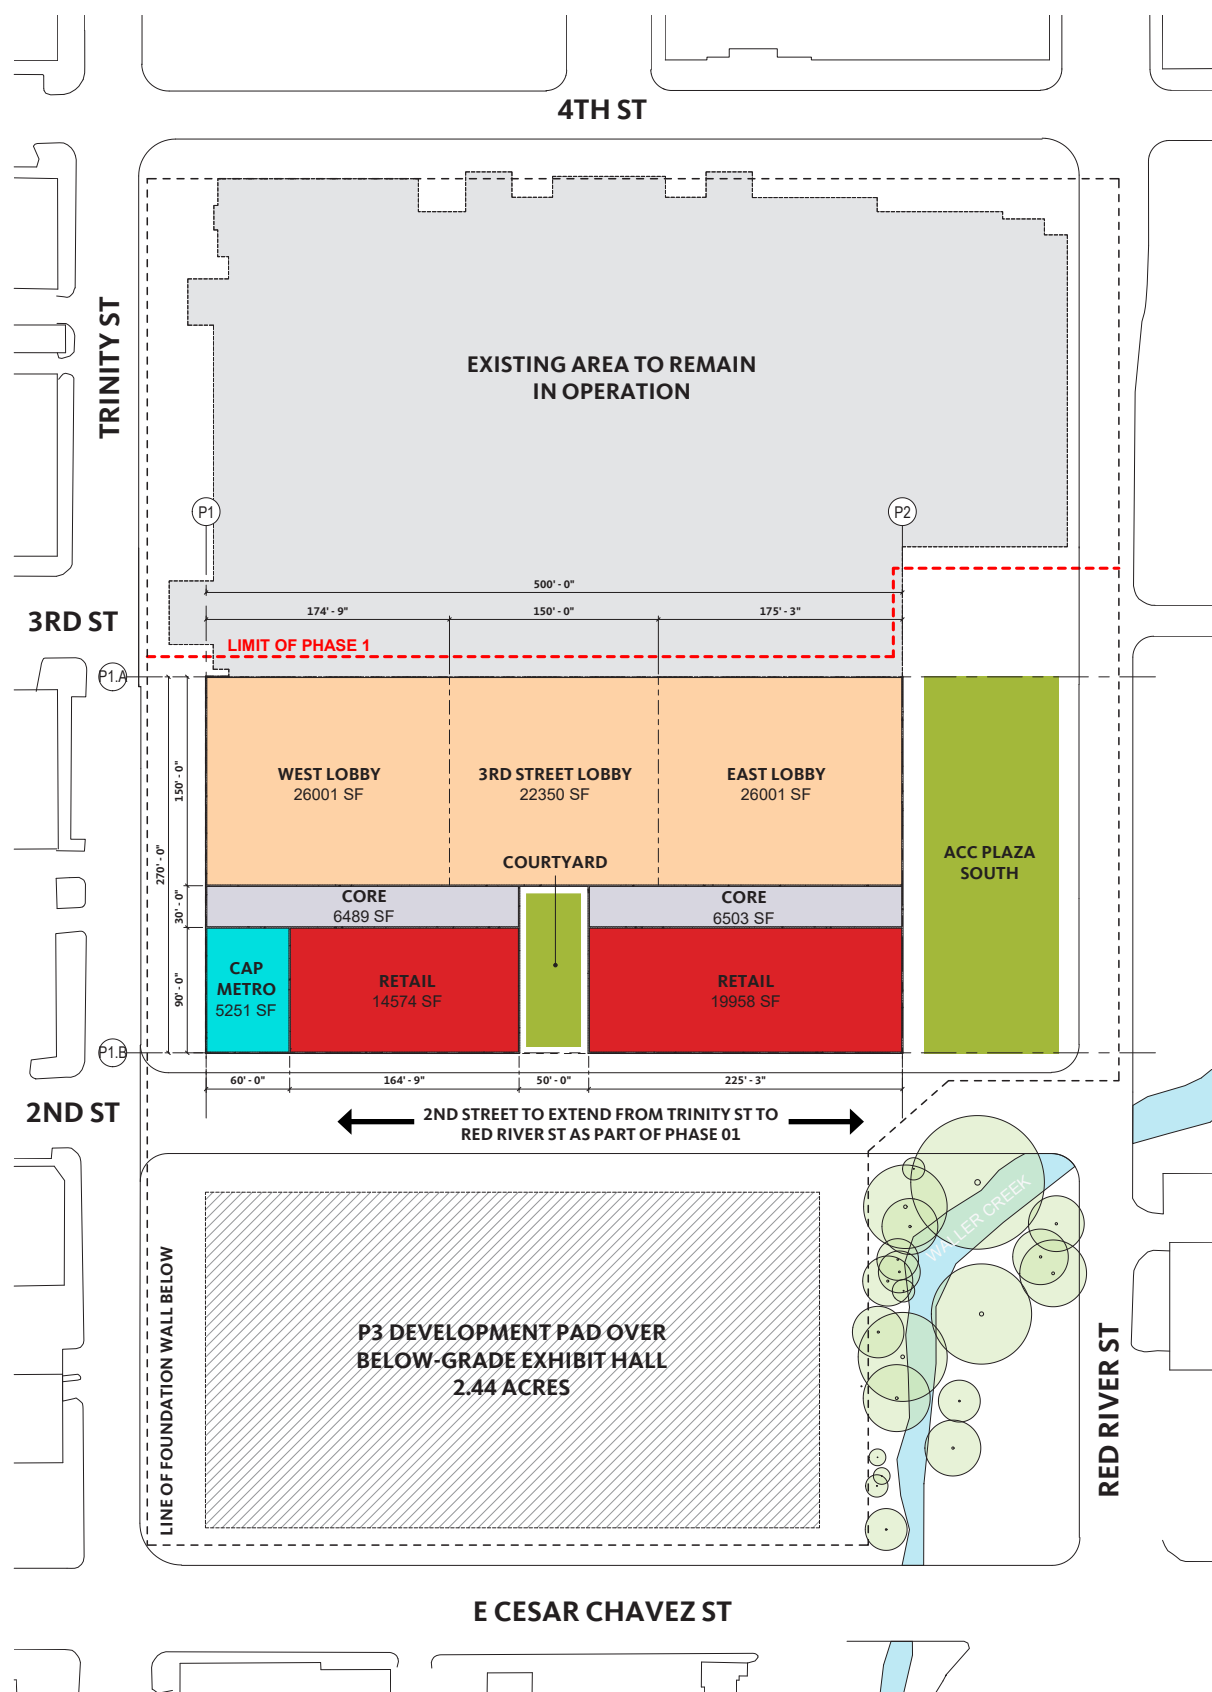 4TH ST
TRINITY ST
EXISTING AREA TO REMAIN
IN OPERATION
P1
P2
500' - 0"
174' - 9"
150' - 0"
175' - 3"
3RD ST
LIMIT OF PHASE 1
P1.A
WEST LOBBY
26001 SF
3RD STREET LOBBY
22350 SF
EAST LOBBY
26001 SF
150' - 0"
270' - 0"
30' - 0"
90' - 0"
COURTYARD
ACC PLAZA
SOUTH
CORE
6489 SF
CORE
6503 SF
CAP
METRO
5251 SF
RETAIL
14574 SF
RETAIL
19958 SF
P1.B
60' - 0"
164' - 9"
50' - 0"
225' - 3"
2ND ST
2ND STREET TO EXTEND FROM TRINITY ST TO
RED RIVER ST AS PART OF PHASE 01
WALLER CREEK
LINE OF FOUNDATION WALL BELOW
P3 DEVELOPMENT PAD OVER
BELOW-GRADE EXHIBIT HALL
2.44 ACRES
RED RIVER ST
E CESAR CHAVEZ ST